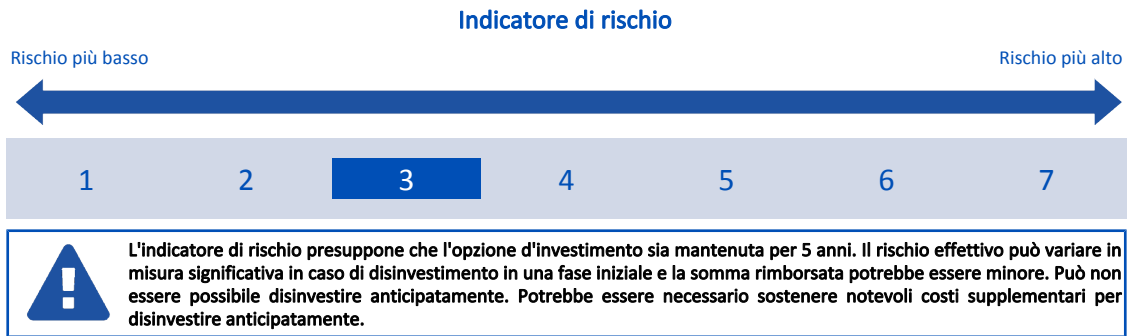 Indicatore di rischio
Rischio più basso Rischio più alto
1 2 3 4 5 6 7
L'indicatore di rischio presuppone che l'opzione d'investimento sia mantenuta per 5 anni. Il rischio effettivo può variare in
misura significativa in caso di disinvestimento in una fase iniziale e la somma rimborsata potrebbe essere minore. Può non
essere possibile disinvestire anticipatamente. Potrebbe essere necessario sostenere notevoli costi supplementari per
disinvestire anticipatamente.